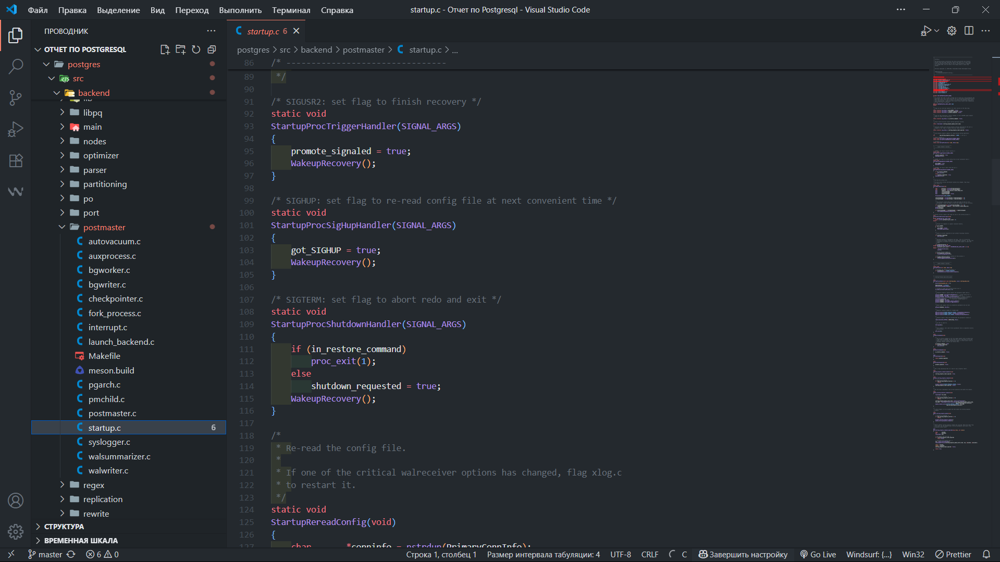 Файл Правка Выделение Вид Переход Выполнить Терминал Справка
startup.c - Отчет по Postgresql - Visual Studio Code
ПРОВОДНИК
ОТЧЕТ ПО POSTGRESQL
postgres
src
backend
lib
libpq
main
nodes
optimizer
parser
partitioning
po
port
postmaster
autovacuum.c
auxprocess.c
bgworker.c
bgwriter.c
checkpointer.c
fork_process.c
interrupt.c
launch_backend.c
Makefile
meson.build
pgarch.c
pmchild.c
postmaster.c
startup.c 6
syslogger.c
walsummarizer.c
walwriter.c
regex
replication
rewrite
СТРУКТУРА
ВРЕМЕННАЯ ШКАЛА
startup.c 6
postgres > src > backend > postmaster > startup.c > ...
86 /* --------------------------------
89  */
90
91 /* SIGUSR2: set flag to finish recovery */
92 static void
93 StartupProcTriggerHandler(SIGNAL_ARGS)
94 {
95     promote_signaled = true;
96     WakeupRecovery();
97 }
98
99 /* SIGHUP: set flag to re-read config file at next convenient time */
100 static void
101 StartupProcSigHupHandler(SIGNAL_ARGS)
102 {
103     got_SIGHUP = true;
104     WakeupRecovery();
105 }
106
107 /* SIGTERM: set flag to abort redo and exit */
108 static void
109 StartupProcShutdownHandler(SIGNAL_ARGS)
110 {
111     if (in_restore_command)
112         proc_exit(1);
113     else
114         shutdown_requested = true;
115     WakeupRecovery();
116 }
117
118 /*
119  * Re-read the config file.
120  *
121  * If one of the critical walreceiver options has changed, flag xlog.c
122  * to restart it.
123  */
124 static void
125 StartupRereadConfig(void)
126 {
127     char       *conninfo = pstrdup(PrimaryConnInfo);
master 6 0
Строка 1, столбец 1 Размер интервала табуляции: 4 UTF-8 CRLF C Завершить настройку Go Live Windsurf: {...} Win32 Prettier